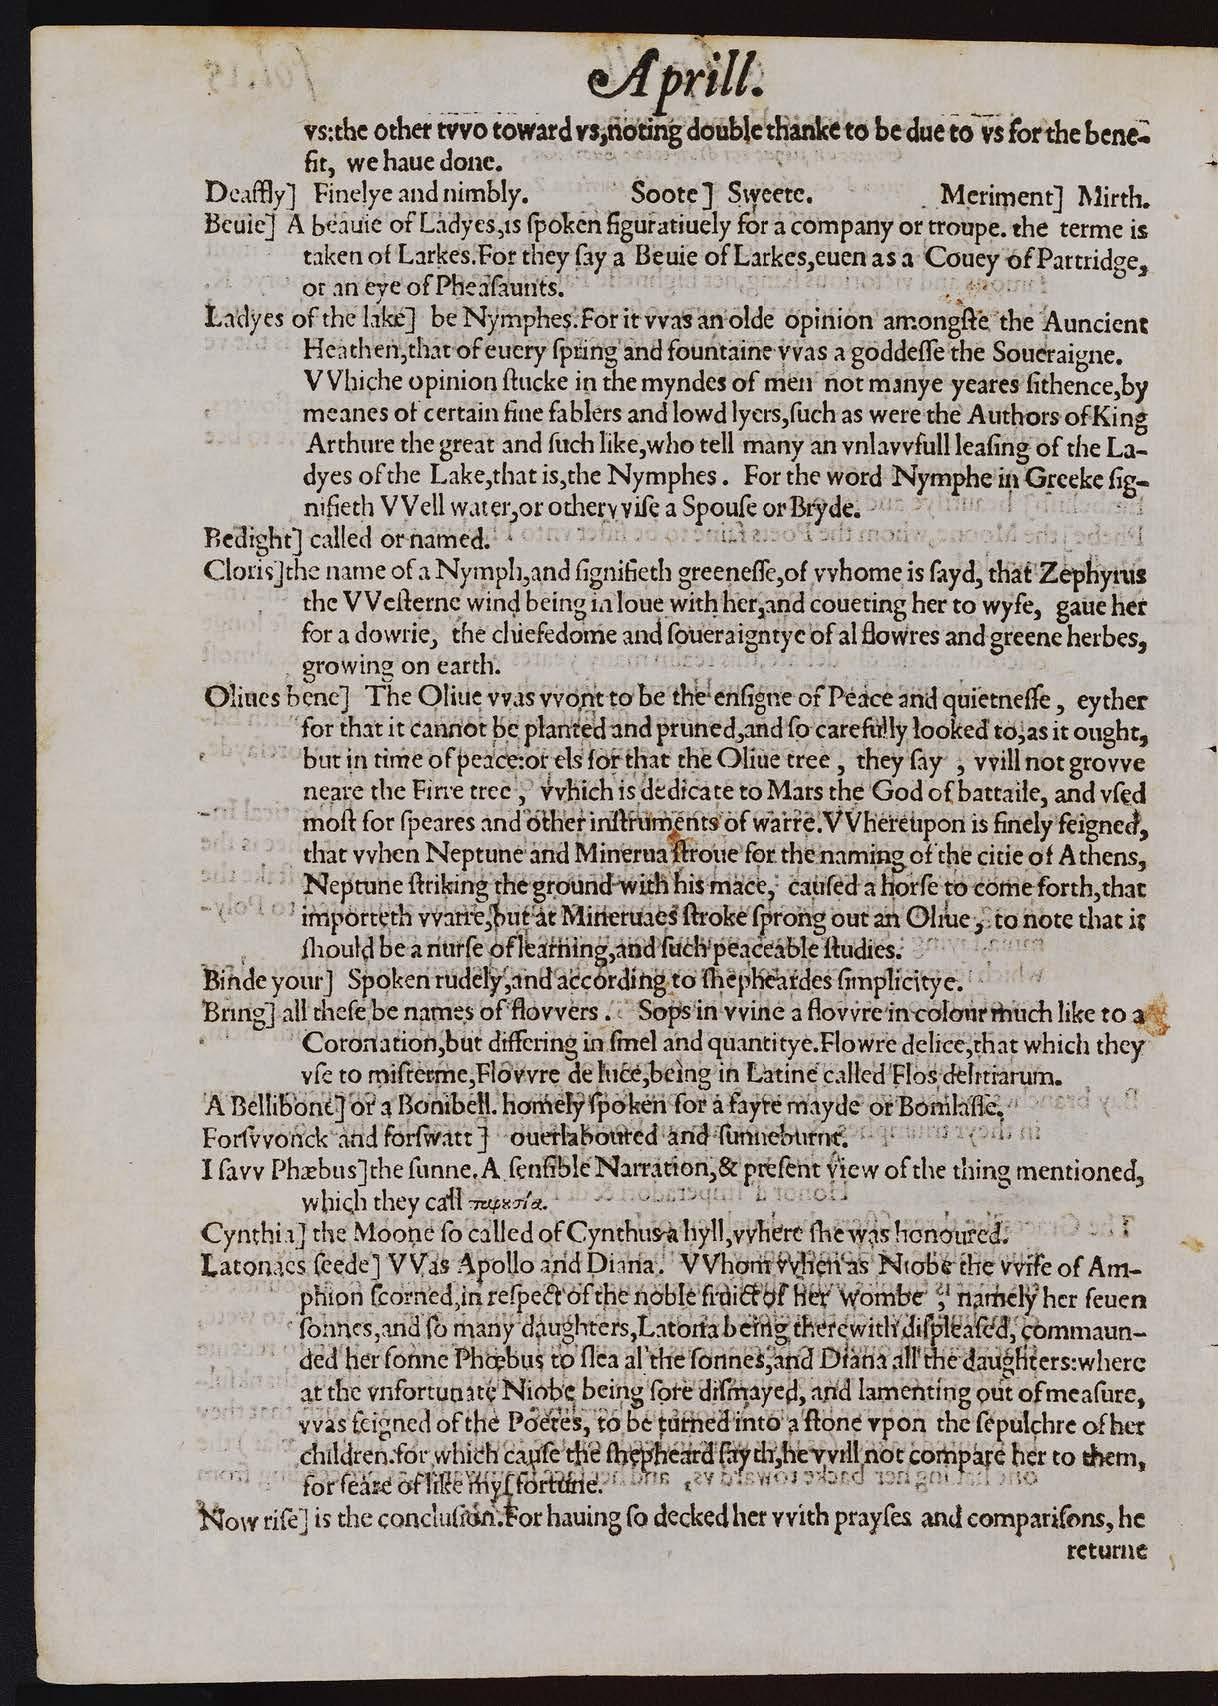 Aprill.
vs:the other tvvo toward vs,noting double thanke to be due to vs for the bene-
fit, we haue done.
Deaffly] Finelye and nimbly. Soote ] Sweete. Meriment] Mirth.
Beuie] A beauie of Ladyes,is ſpoken figuratiuely for a company or troupe. the terme is
taken of Larkes.For they ſay a Beuie of Larkes,euen as a Couey of Partridge,
or an eye of Pheaſaunts.
Ladyes of the lake] be Nymphes.For it vvas an olde opinion amongſte the Auncient
Heathen,that of euery ſpring and fountaine vvas a goddeſſe the Soueraigne.
VVhiche opinion ſtucke in the myndes of men not manye yeares ſithence,by
meanes of certain fine fablers and lowd lyers,ſuch as were the Authors of King
Arthure the great and ſuch like,who tell many an vnlavvfull leaſing of the La-
dyes of the Lake,that is,the Nymphes. For the word Nymphe in Greeke ſig-
nifieth VVell water,or othervviſe a Spouſe or Bryde.
Bedight] called or named.
Cloris]the name of a Nymph,and ſignifieth greeneſſe,of vvhome is ſayd, that Zephyrus
the VVeſterne wind being in loue with her,and coueting her to wyfe, gaue her
for a dowrie, the chiefedome and ſoueraigntye of al flowres and greene herbes,
growing on earth.
Oliues bene] The Oliue vvas vvont to be the enſigne of Peace and quietneſſe, eyther
for that it cannot be planted and pruned,and ſo carefully looked to,as it ought,
but in time of peace:or els for that the Oliue tree, they ſay , vvill not grovve
neare the Firre tree, vvhich is dedicate to Mars the God of battaile, and vſed
moſt for ſpeares and other inſtruments of warre.VVhereupon is finely feigned,
that vvhen Neptune and Minerua ſtroue for the naming of the citie of Athens,
Neptune ſtriking the ground with his mace, cauſed a horſe to come forth,that
importeth vvarre,but at Mineruaes ſtroke ſprong out an Oliue, to note that it
ſhould be a nurſe of learning,and ſuch peaceable ſtudies.
Binde your] Spoken rudely,and according to ſhepheardes ſimplicitye.
Bring] all theſe be names of flovvers. Sops in vvine a flovvre in colour much like to a
Coronation,but differing in ſmel and quantitye.Flowre delice,that which they
vſe to miſterme,Flovvre de luce,being in Latine called Flos delitiarum.
A Bellibone] or a Bonibell. homely ſpoken for a fayre mayde or Bonilaſſe.
Forſvvonck and forſwatt ] ouerlaboured and ſunneburnt.
I ſavv Phæbus]the ſunne. A ſenſible Narration,& preſent view of the thing mentioned,
which they call παρουσία.
Cynthia] the Moone ſo called of Cynthus a hyll,vvhere ſhe was honoured.
Latonaes ſeede] VVas Apollo and Diana. VVhom vvhen as Niobe the vvife of Am-
phion ſcorned,in reſpect of the noble fruict of her wombe , namely her ſeuen
ſonnes,and ſo many daughters,Latona being therewith diſpleaſed, commaun-
ded her ſonne Phœbus to ſlea al the ſonnes,and Diana all the daughters:where
at the vnfortunate Niobe being ſore diſmayed, and lamenting out of meaſure,
vvas feigned of the Poetes, to be turned into a ſtone vpon the ſepulchre of her
children.for which cauſe the ſhepheard ſayth,he vvill not compare her to them,
for feare of like myſfortune.
Now riſe] is the concluſion.For hauing ſo decked her vvith prayſes and compariſons, he
returne